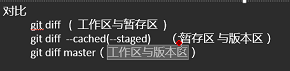 对比
git diff （ 工作区与暂存区 ）
git diff --cached(--staged) （暂存区 与版本区 ）
git diff master（工作区与版本区）